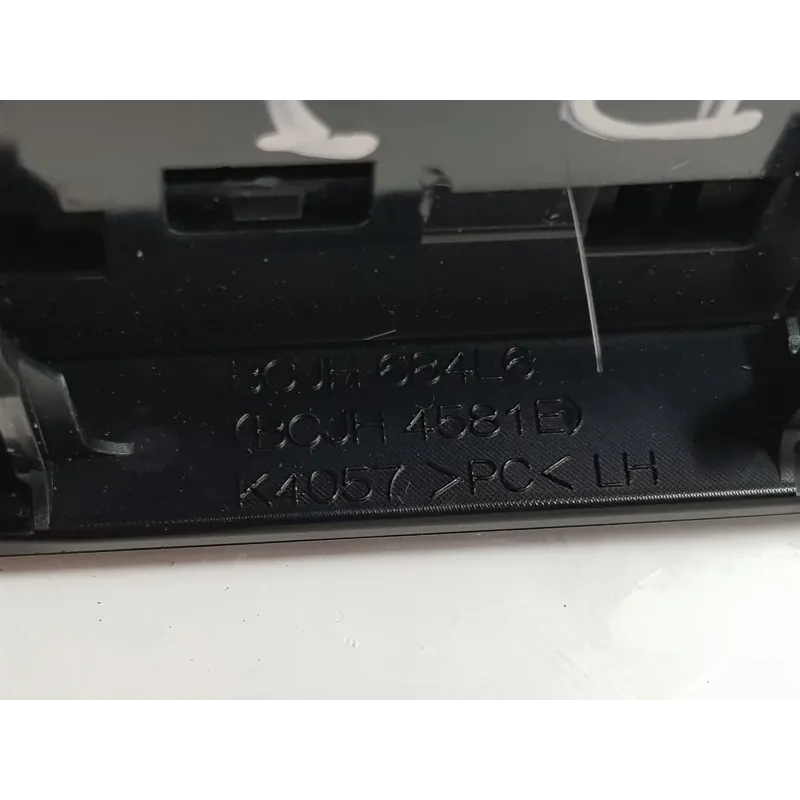 BCJH 684L6
(BCJH 4581E)
K4057 >PC< LH